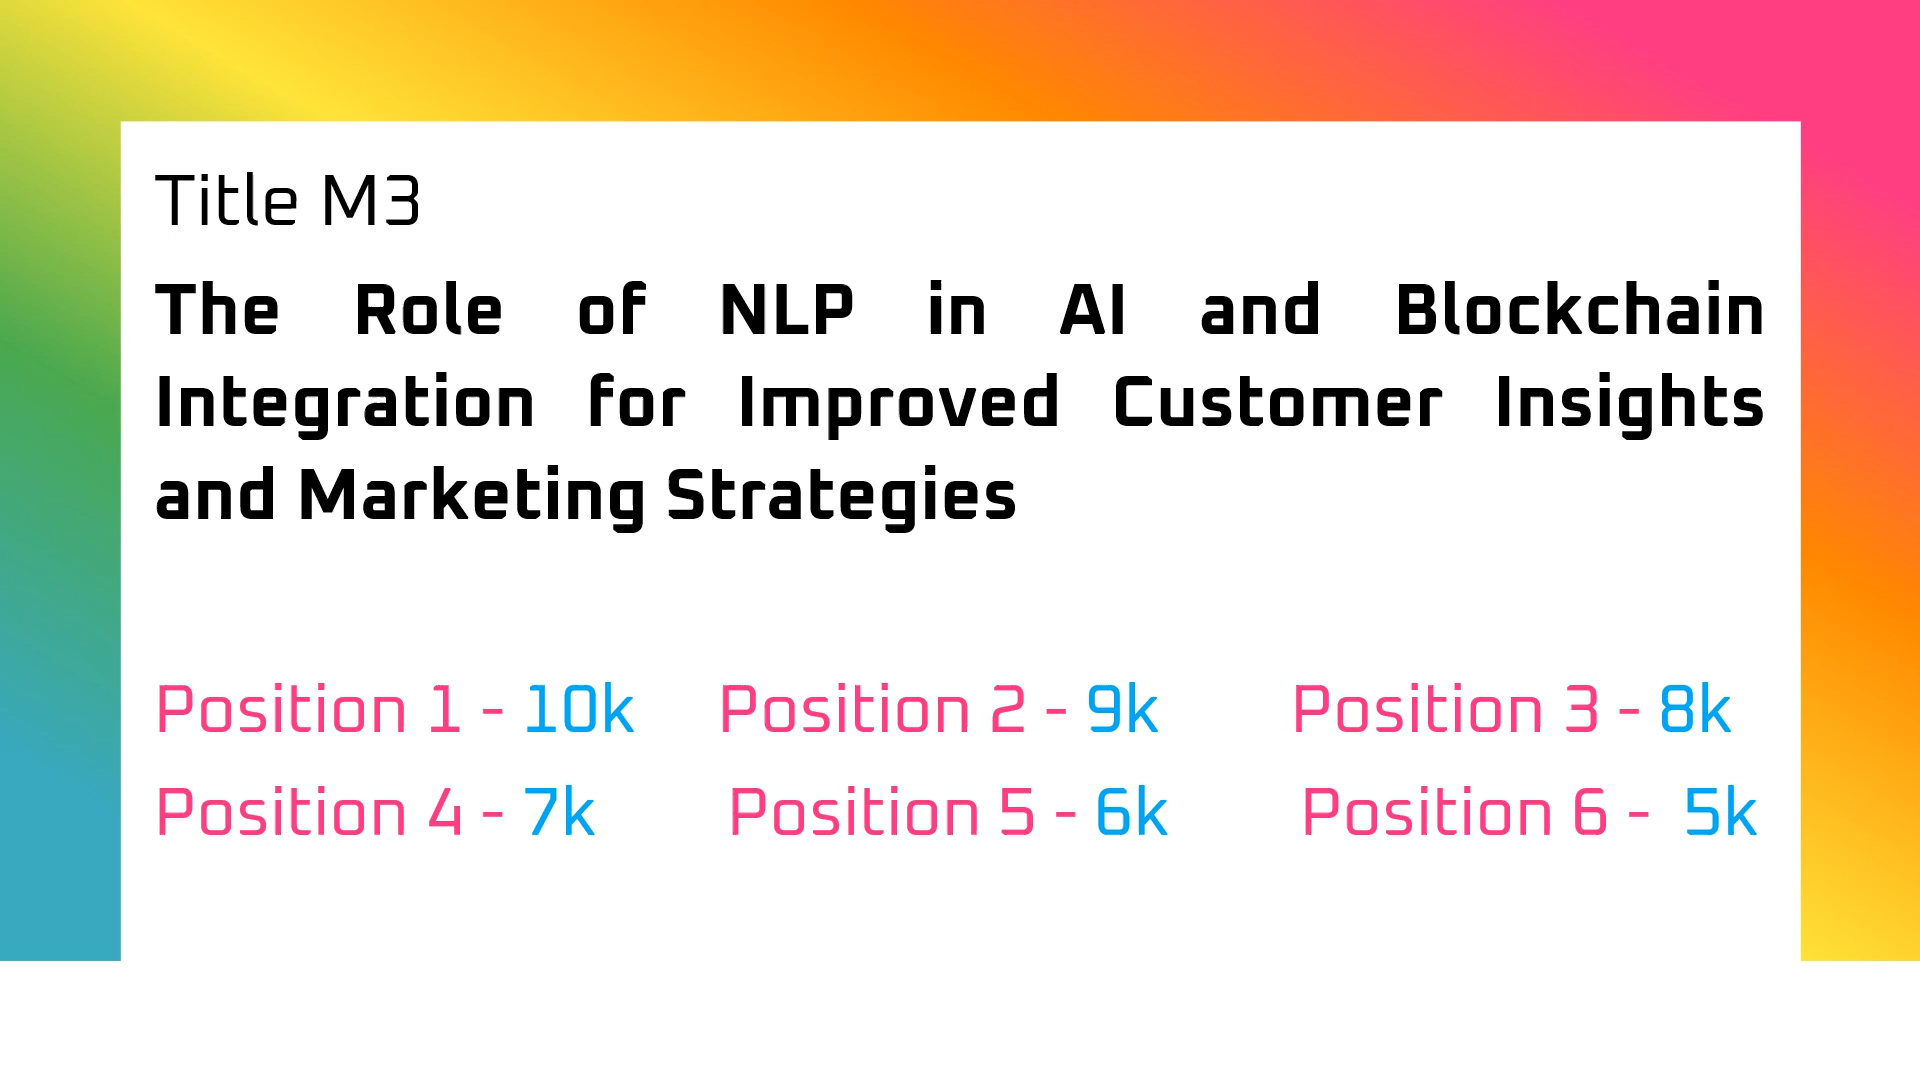 Title M3
The Role of NLP in AI and Blockchain
Integration for Improved Customer Insights
and Marketing Strategies
Position 1 - 10k Position 2 - 9k Position 3 - 8k
Position 4 - 7k Position 5 - 6k Position 6 - 5k